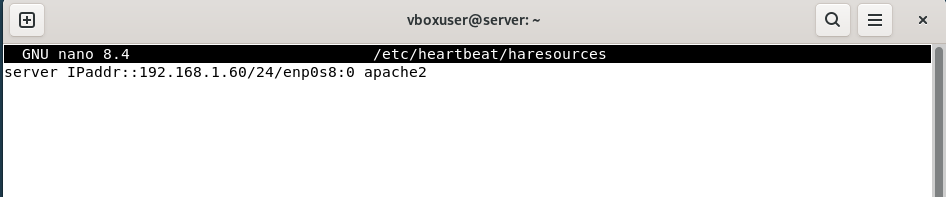 vboxuser@server: ~
GNU nano 8.4 /etc/heartbeat/haresources
server IPaddr::192.168.1.60/24/enp0s8:0 apache2